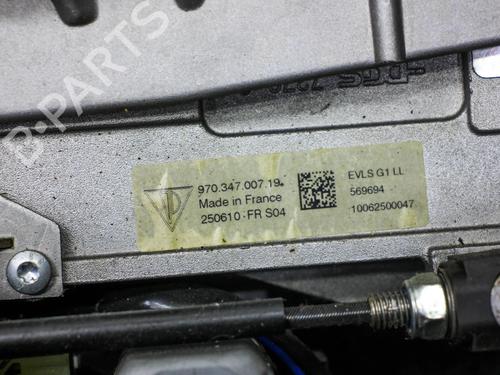 B-PARTS
970.347.007.19
Made in France
250610 - FR S04
EVLS G1 LL
569694
10062500047